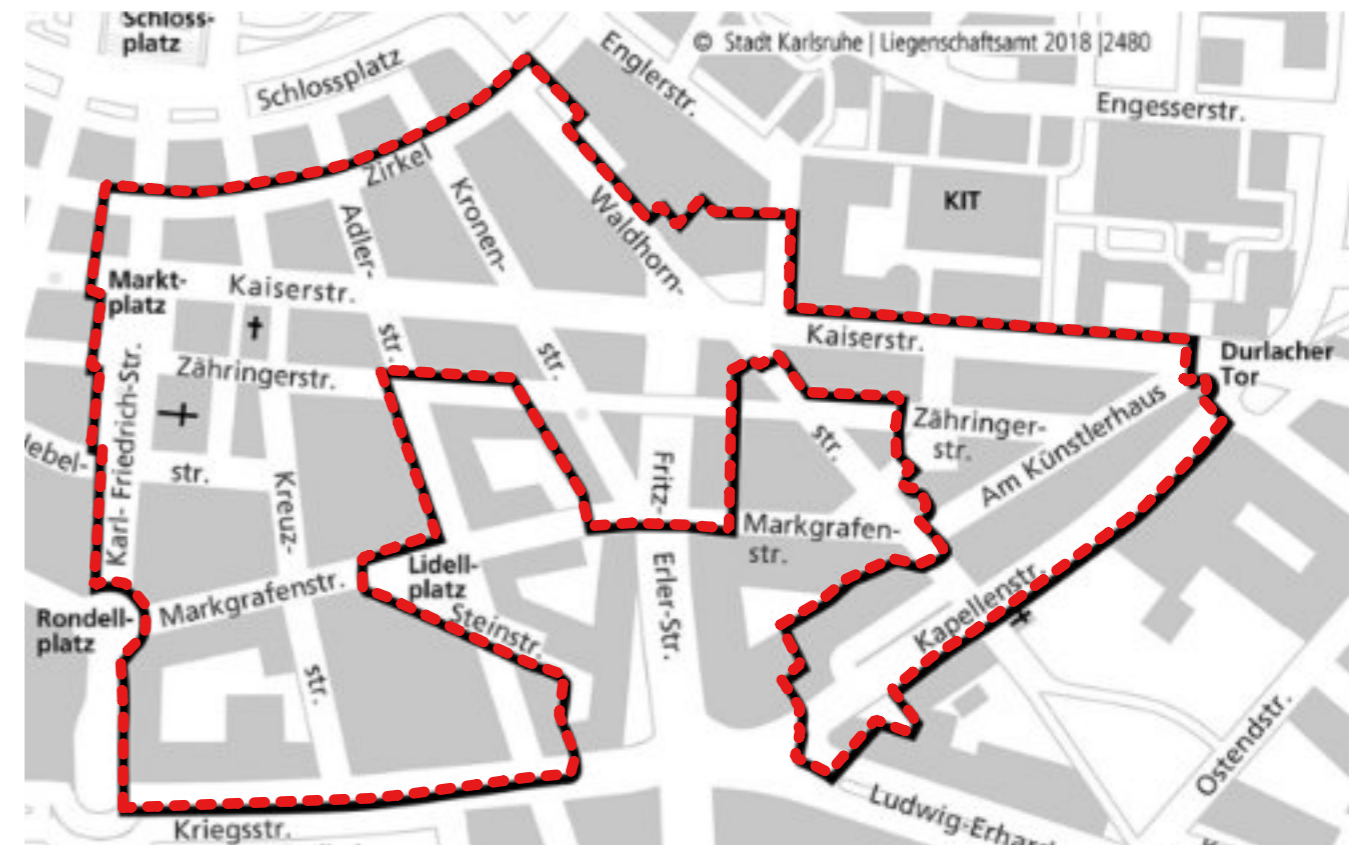 Schloss-
platz
Schlossplatz
Englerstr.
© Stadt Karlsruhe | Liegenschaftsamt 2018 |2480
Engesserstr.
Zirkel
KIT
Kronen-
Adler-
Waldhorn-
Markt-
platz
Kaiserstr.
str.
str.
Kaiserstr.
Durlacher
Tor
Zähringerstr.
Karl- Friedrich-Str.
Am Künstlerhaus
Zähringer-
str.
str.
str.
Kreuz-
Fritz-
Markgrafen-
str.
Lidell-
platz
Markgrafenstr.
Erler-Str.
Kapellenstr.
Rondell-
platz
Steinstr.
str.
Ostendstr.
Kriegsstr.